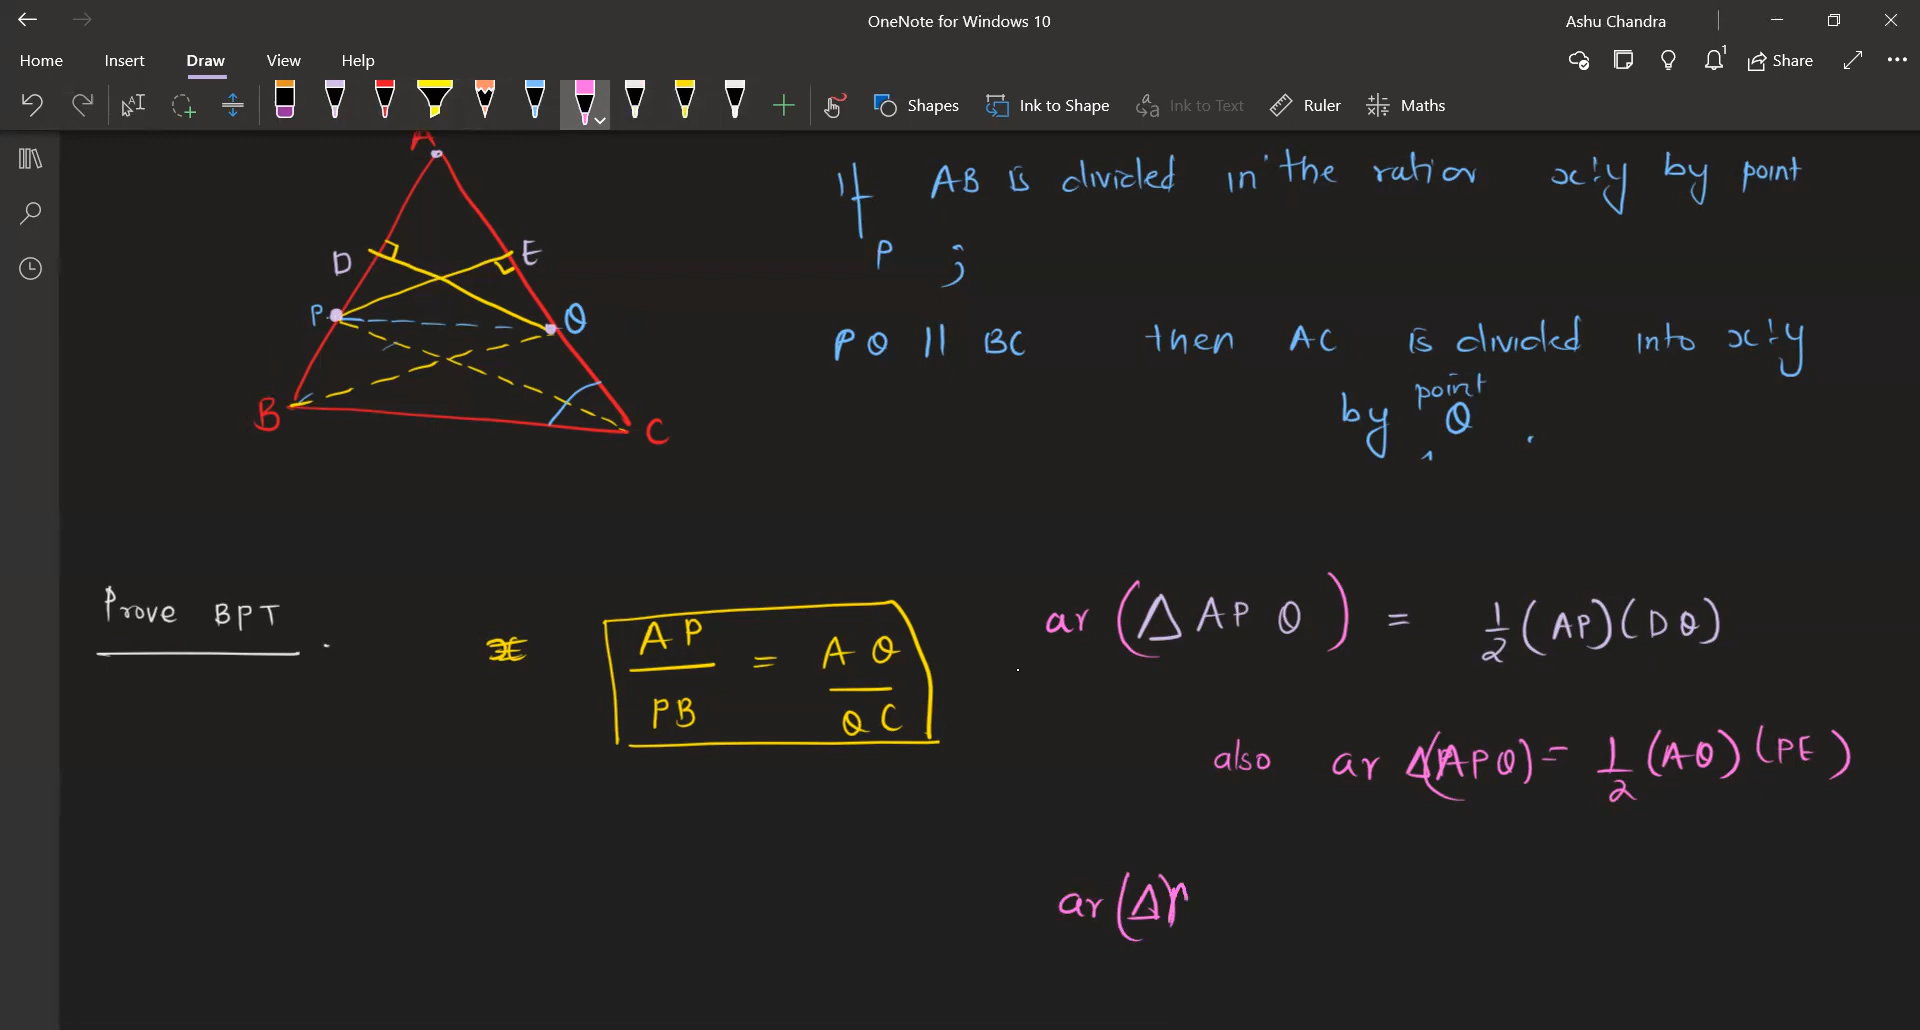 OneNote for Windows 10
Ashu Chandra
Home Insert Draw View Help
1
Share
Shapes Ink to Shape Ink to Text Ruler Maths
A
D
E
P
Q
B
C
If AB is divided in the ratior x:y by point
P ;
PQ || BC then AC is divided into x:y
by point Q .
Prove BPT .
AP/PB = AQ/QC
ar (Δ APQ) = 1/2 (AP)(DQ)
also ar Δ(APQ) = 1/2 (AQ)(PE)
ar (Δ)